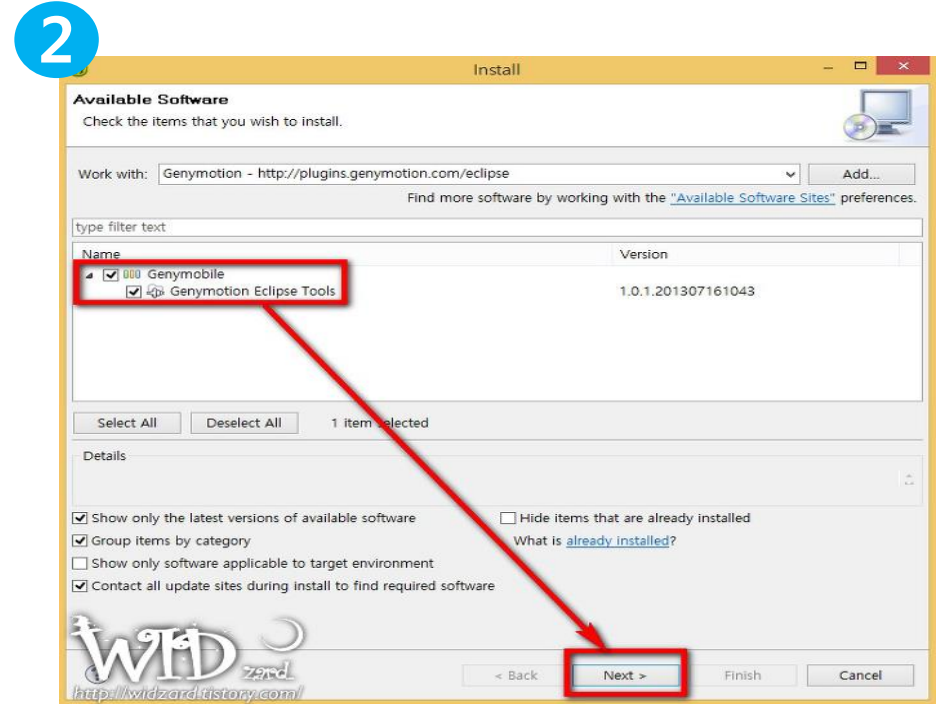 2
Install
Available Software
Check the items that you wish to install.
Work with: Genymotion - http://plugins.genymotion.com/eclipse Add...
Find more software by working with the "Available Software Sites" preferences.
type filter text
Name Version
Genymobile
Genymotion Eclipse Tools 1.0.1.201307161043
Select All Deselect All 1 item selected
Details
Show only the latest versions of available software Hide items that are already installed
Group items by category What is already installed?
Show only software applicable to target environment
Contact all update sites during install to find required software
WID
zard
http://widzard.tistory.com/
< Back Next > Finish Cancel